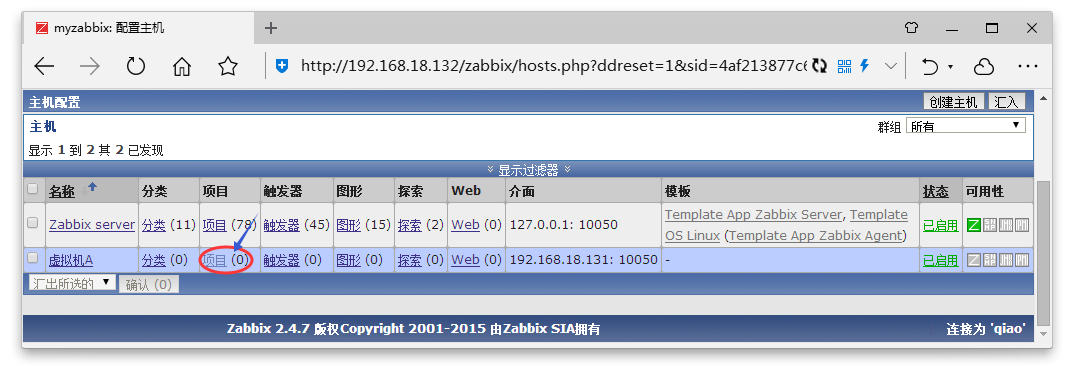 myzabbix: 配置主机
http://192.168.18.132/zabbix/hosts.php?ddreset=1&sid=4af213877c6
主机配置 创建主机 汇入
主机 群组 所有
显示 1 到 2 其 2 已发现
显示过滤器
名称 分类 项目 触发器 图形 探索 Web 介面 模板 状态 可用性
Zabbix server 分类 (11) 项目 (78) 触发器 (45) 图形 (15) 探索 (2) Web (0) 127.0.0.1: 10050 Template App Zabbix Server, Template OS Linux (Template App Zabbix Agent) 已启用 Z JMX IPMI
虚拟机A 分类 (0) 项目 (0) 触发器 (0) 图形 (0) 探索 (0) Web (0) 192.168.18.131: 10050 - 已启用 Z JMX IPMI
汇出所选的 确认 (0)
Zabbix 2.4.7 版权Copyright 2001-2015 由Zabbix SIA拥有 连接为 'qiao'